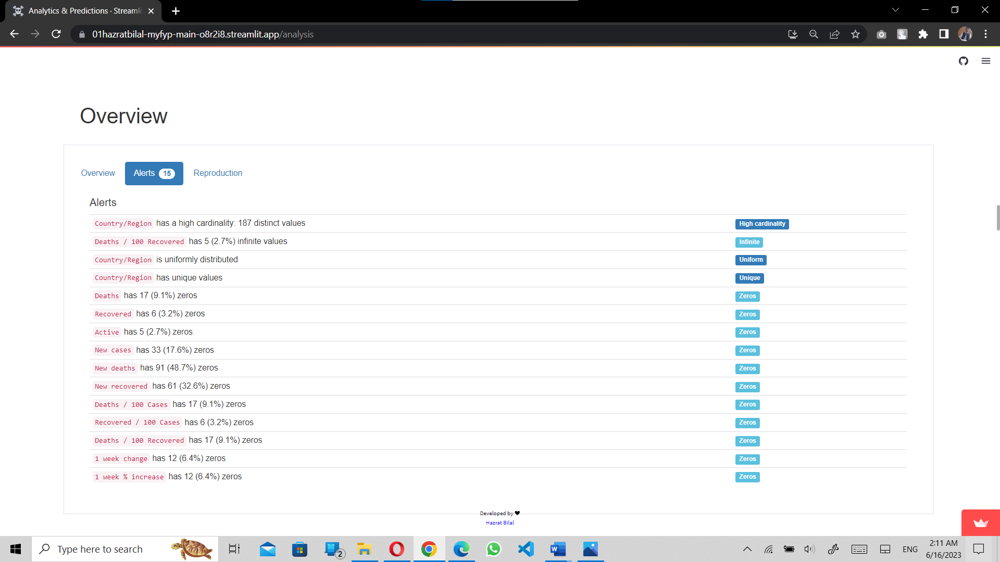 Analytics & Predictions · Streamli
01hazratbilal-myfyp-main-o8r2i8.streamlit.app/analysis
Overview
Overview Alerts 15 Reproduction
Alerts
Country/Region has a high cardinality: 187 distinct values High cardinality
Deaths / 100 Recovered has 5 (2.7%) infinite values Infinite
Country/Region is uniformly distributed Uniform
Country/Region has unique values Unique
Deaths has 17 (9.1%) zeros Zeros
Recovered has 6 (3.2%) zeros Zeros
Active has 5 (2.7%) zeros Zeros
New cases has 33 (17.6%) zeros Zeros
New deaths has 91 (48.7%) zeros Zeros
New recovered has 61 (32.6%) zeros Zeros
Deaths / 100 Cases has 17 (9.1%) zeros Zeros
Recovered / 100 Cases has 6 (3.2%) zeros Zeros
Deaths / 100 Recovered has 17 (9.1%) zeros Zeros
1 week change has 12 (6.4%) zeros Zeros
1 week % increase has 12 (6.4%) zeros Zeros
Developed by ❤
Hazrat Bilal
Type here to search
2
W
ENG
2:11 AM
6/16/2023